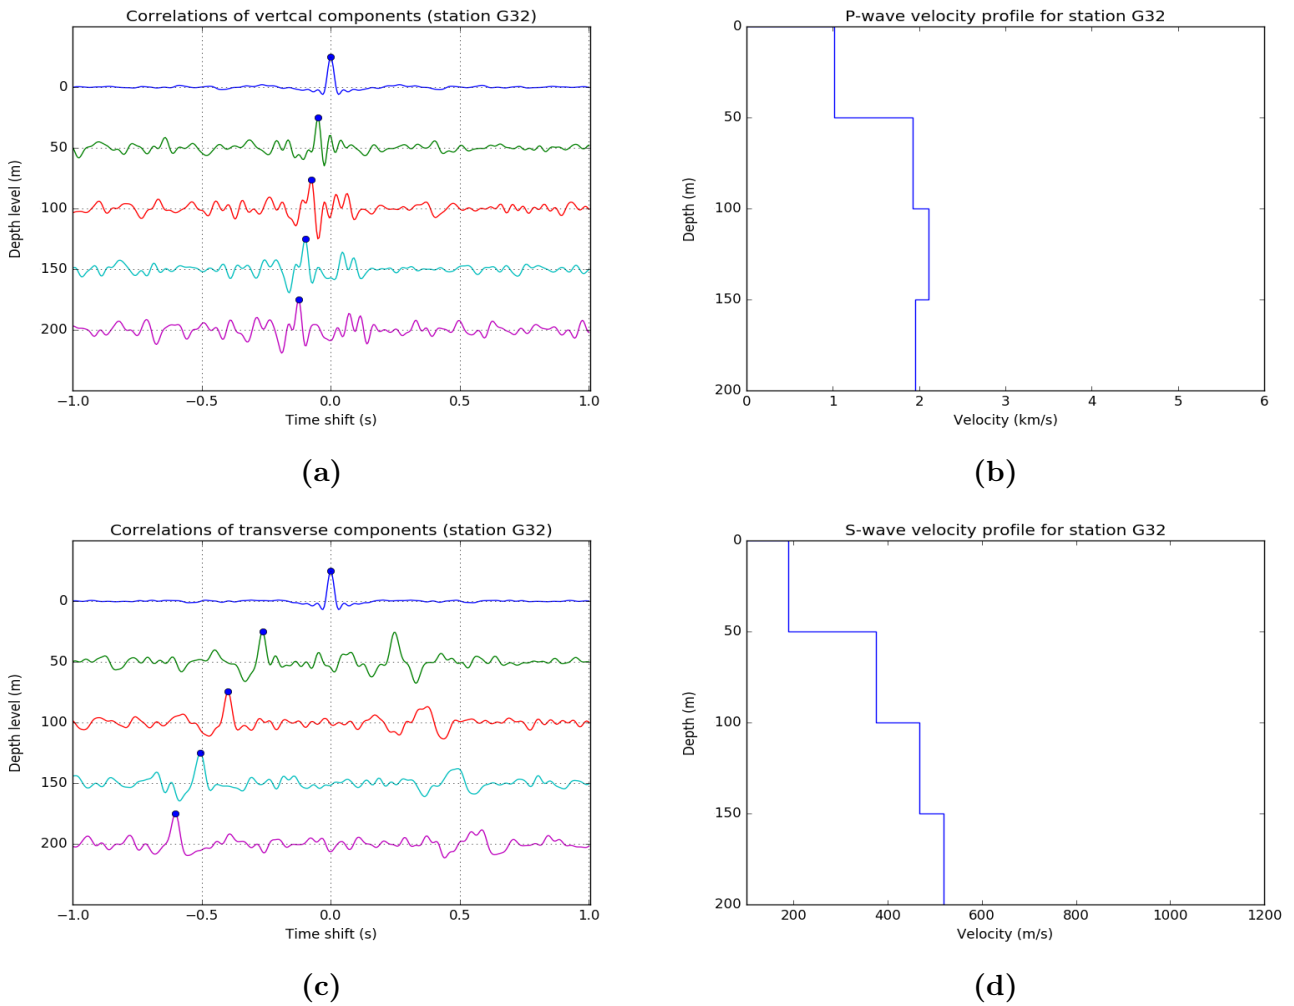 Correlations of vertcal components (station G32)
Depth level (m)
0
50
100
150
200
−1.0 −0.5 0.0 0.5 1.0
Time shift (s)
(a)
P-wave velocity profile for station G32
Depth (m)
0
50
100
150
200
0 1 2 3 4 5 6
Velocity (km/s)
(b)
Correlations of transverse components (station G32)
Depth level (m)
0
50
100
150
200
−1.0 −0.5 0.0 0.5 1.0
Time shift (s)
(c)
S-wave velocity profile for station G32
Depth (m)
0
50
100
150
200
200 400 600 800 1000 1200
Velocity (m/s)
(d)